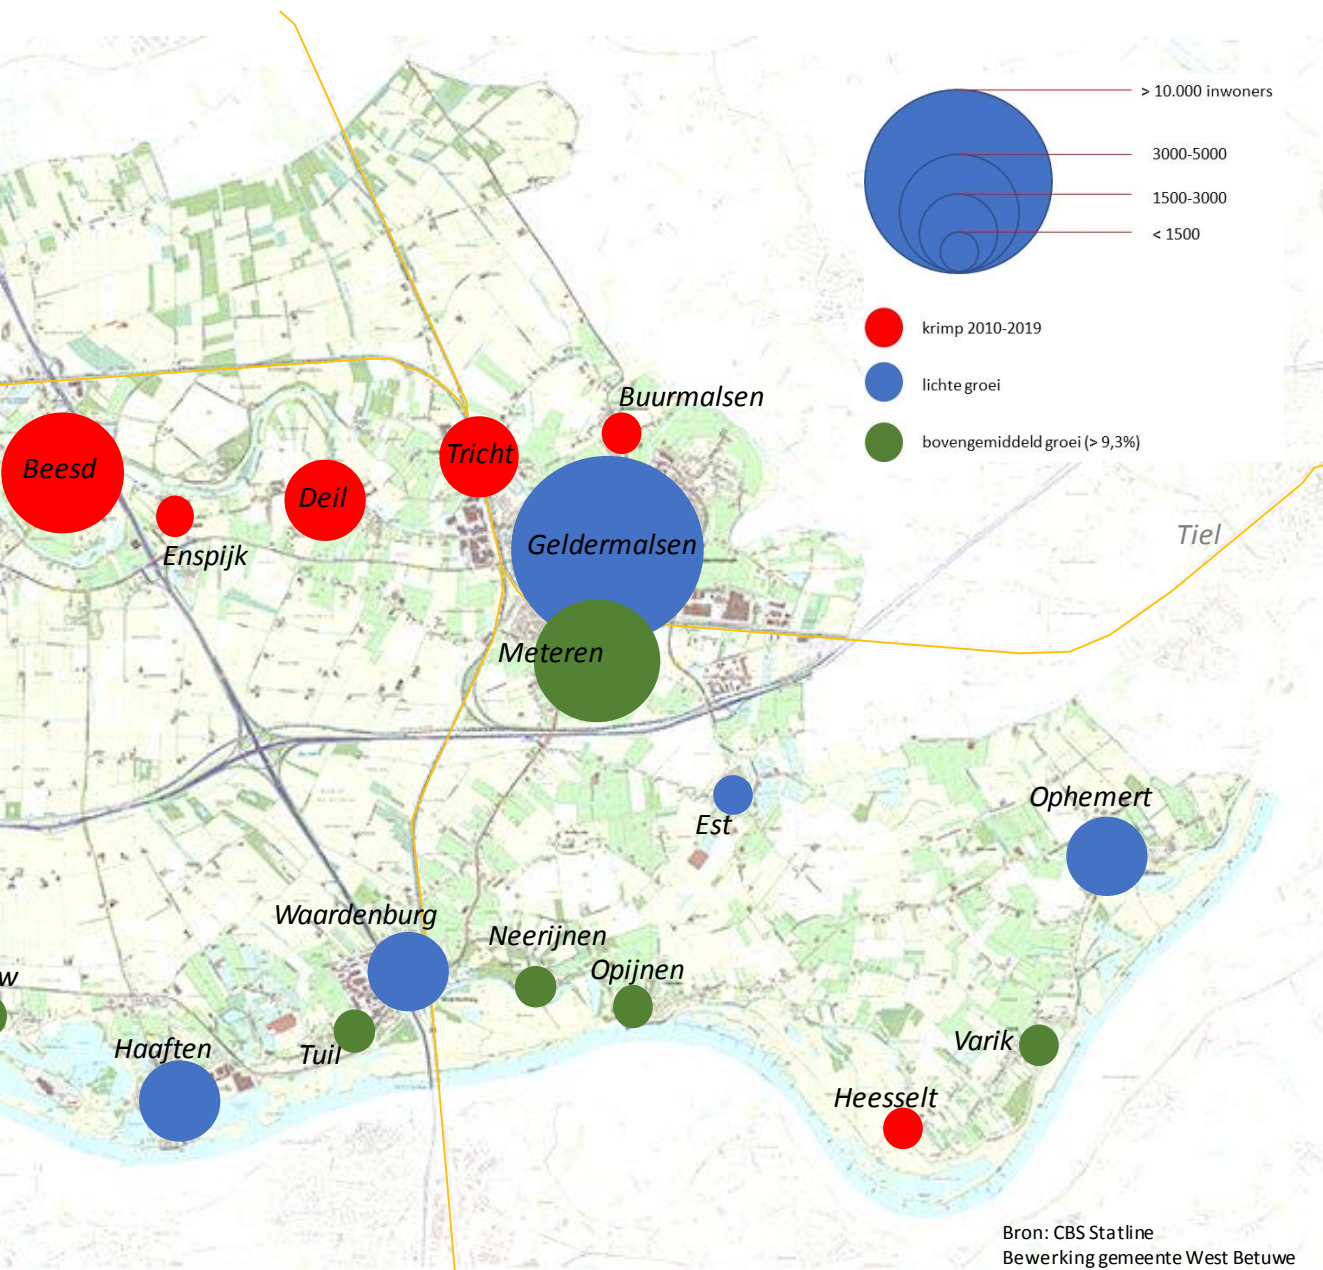 > 10.000 inwoners
3000-5000
1500-3000
< 1500
krimp 2010-2019
lichte groei
bovengemiddeld groei (> 9,3%)
Buurmalsen
Tricht
Beesd
Deil
Enspijk
Geldermalsen
Tiel
Meteren
Est
Ophemert
Waardenburg
Neerijnen
Opijnen
w
Haaften
Tuil
Varik
Heesselt
Bron: CBS Statline
Bewerking gemeente West Betuwe